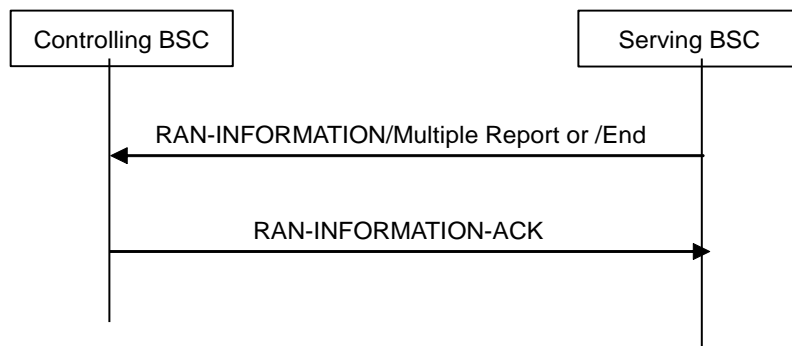 Controlling BSC
Serving BSC
RAN-INFORMATION/Multiple Report or /End
RAN-INFORMATION-ACK